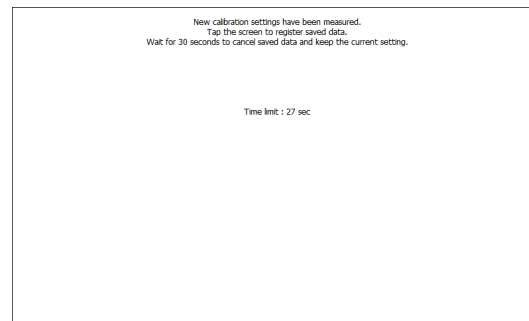 New calibration settings have been measured.
Tap the screen to register saved data.
Wait for 30 seconds to cancel saved data and keep the current setting.
Time limit : 27 sec